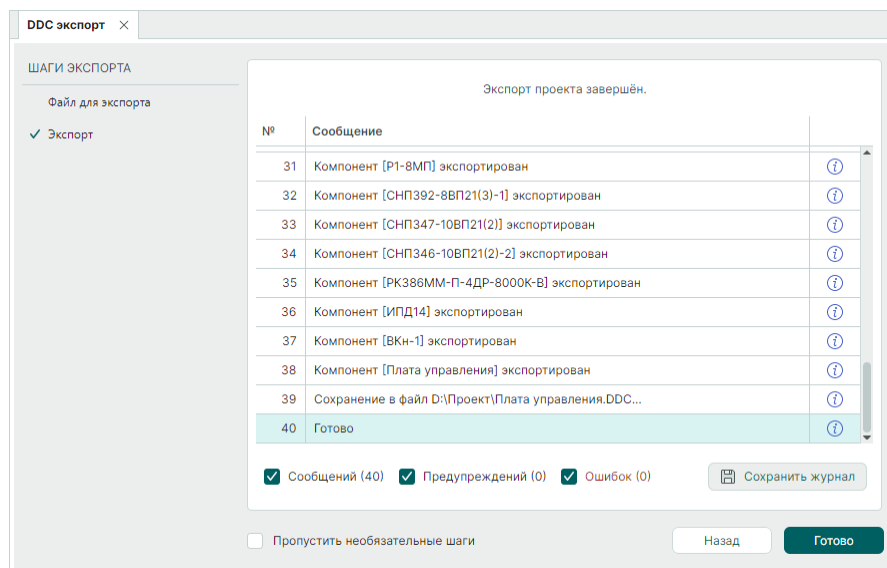 DDC экспорт
ШАГИ ЭКСПОРТА
Файл для экспорта
Экспорт
Экспорт проекта завершён.
№ Сообщение
31 Компонент [Р1-8МП] экспортирован
32 Компонент [СНП392-8ВП21(3)-1] экспортирован
33 Компонент [СНП347-10ВП21(2)] экспортирован
34 Компонент [СНП346-10ВП21(2)-2] экспортирован
35 Компонент [РК386ММ-П-4ДР-8000К-В] экспортирован
36 Компонент [ИПД14] экспортирован
37 Компонент [ВКн-1] экспортирован
38 Компонент [Плата управления] экспортирован
39 Сохранение в файл D:\Проект\Плата управления.DDC...
40 Готово
Сообщений (40) Предупреждений (0) Ошибок (0) Сохранить журнал
Пропустить необязательные шаги Назад Готово